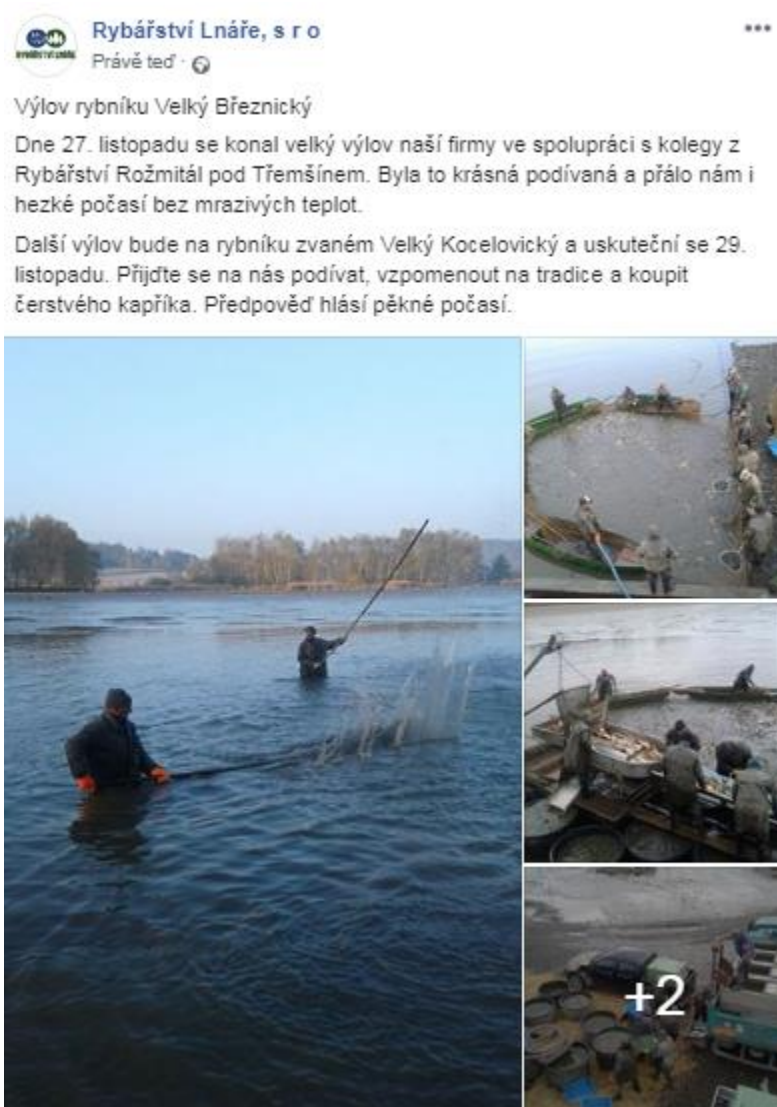 Rybářství Lnáře, s r o
Právě teď ·
RYBÁŘSTVÍ LNÁŘE
Výlov rybníku Velký Březnický
Dne 27. listopadu se konal velký výlov naší firmy ve spolupráci s kolegy z
Rybářství Rožmitál pod Třemšínem. Byla to krásná podívaná a přálo nám i
hezké počasí bez mrazivých teplot.
Další výlov bude na rybníku zvaném Velký Kocelovický a uskuteční se 29.
listopadu. Přijďte se na nás podívat, vzpomenout na tradice a koupit
čerstvého kapříka. Předpověď hlásí pěkné počasí.
+2